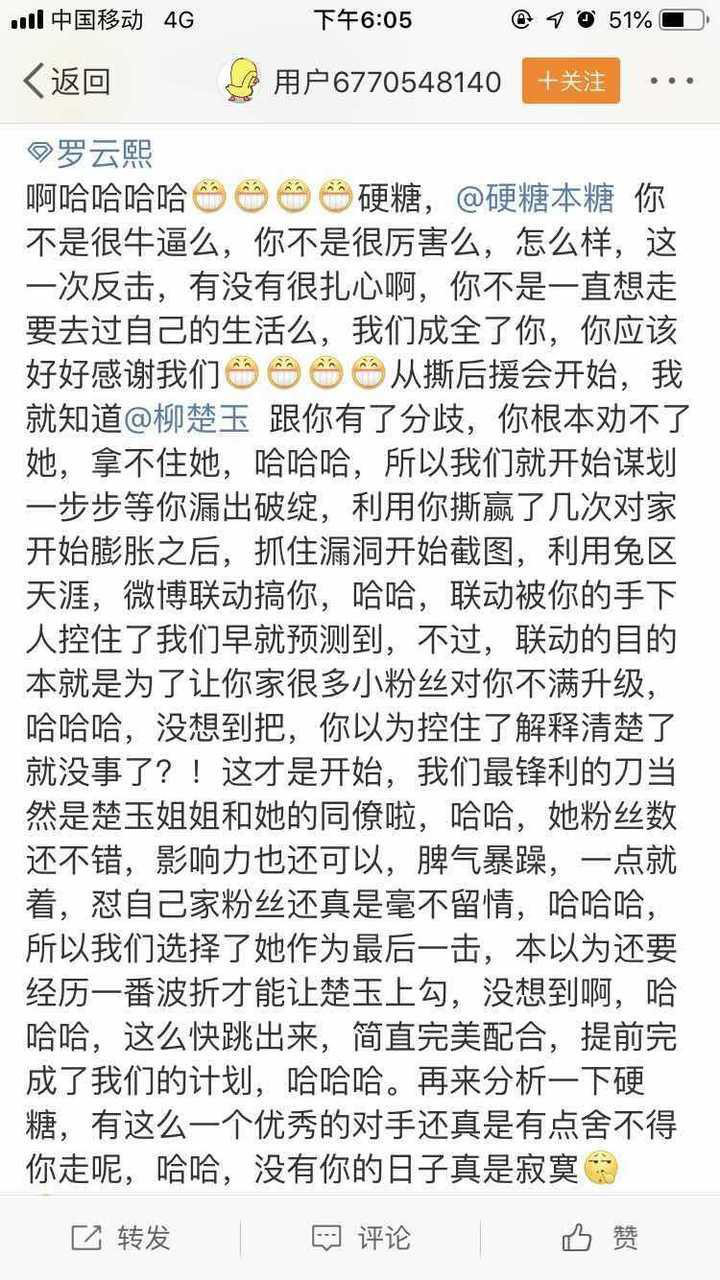 中国移动 4G 下午6:05 51%
返回 用户6770548140 +关注
罗云熙
啊哈哈哈哈😁😁😁😁硬糖，@硬糖本糖 你
不是很牛逼么，你不是很厉害么，怎么样，这
一次反击，有没有很扎心啊，你不是一直想走
要去过自己的生活么，我们成全了你，你应该
好好感谢我们😁😁😁😁从撕后援会开始，我
就知道@柳楚玉 跟你有了分歧，你根本劝不了
她，拿不住她，哈哈哈，所以我们就开始谋划
一步步等你漏出破绽，利用你撕赢了几次对家
开始膨胀之后，抓住漏洞开始截图，利用兔区
天涯，微博联动搞你，哈哈，联动被你的手下
人控住了我们早就预测到，不过，联动的目的
本就是为了让你家很多小粉丝对你不满升级，
哈哈哈，没想到把，你以为控住了解释清楚了
就没事了？！这才是开始，我们最锋利的刀当
然是楚玉姐姐和她的同僚啦，哈哈，她粉丝数
还不错，影响力也还可以，脾气暴躁，一点就
着，怼自己家粉丝还真是毫不留情，哈哈哈，
所以我们选择了她作为最后一击，本以为还要
经历一番波折才能让楚玉上勾，没想到啊，哈
哈哈，这么快跳出来，简直完美配合，提前完
成了我们的计划，哈哈哈。再来分析一下硬
糖，有这么一个优秀的对手还真是有点舍不得
你走呢，哈哈，没有你的日子真是寂寞🤔
转发 评论 赞